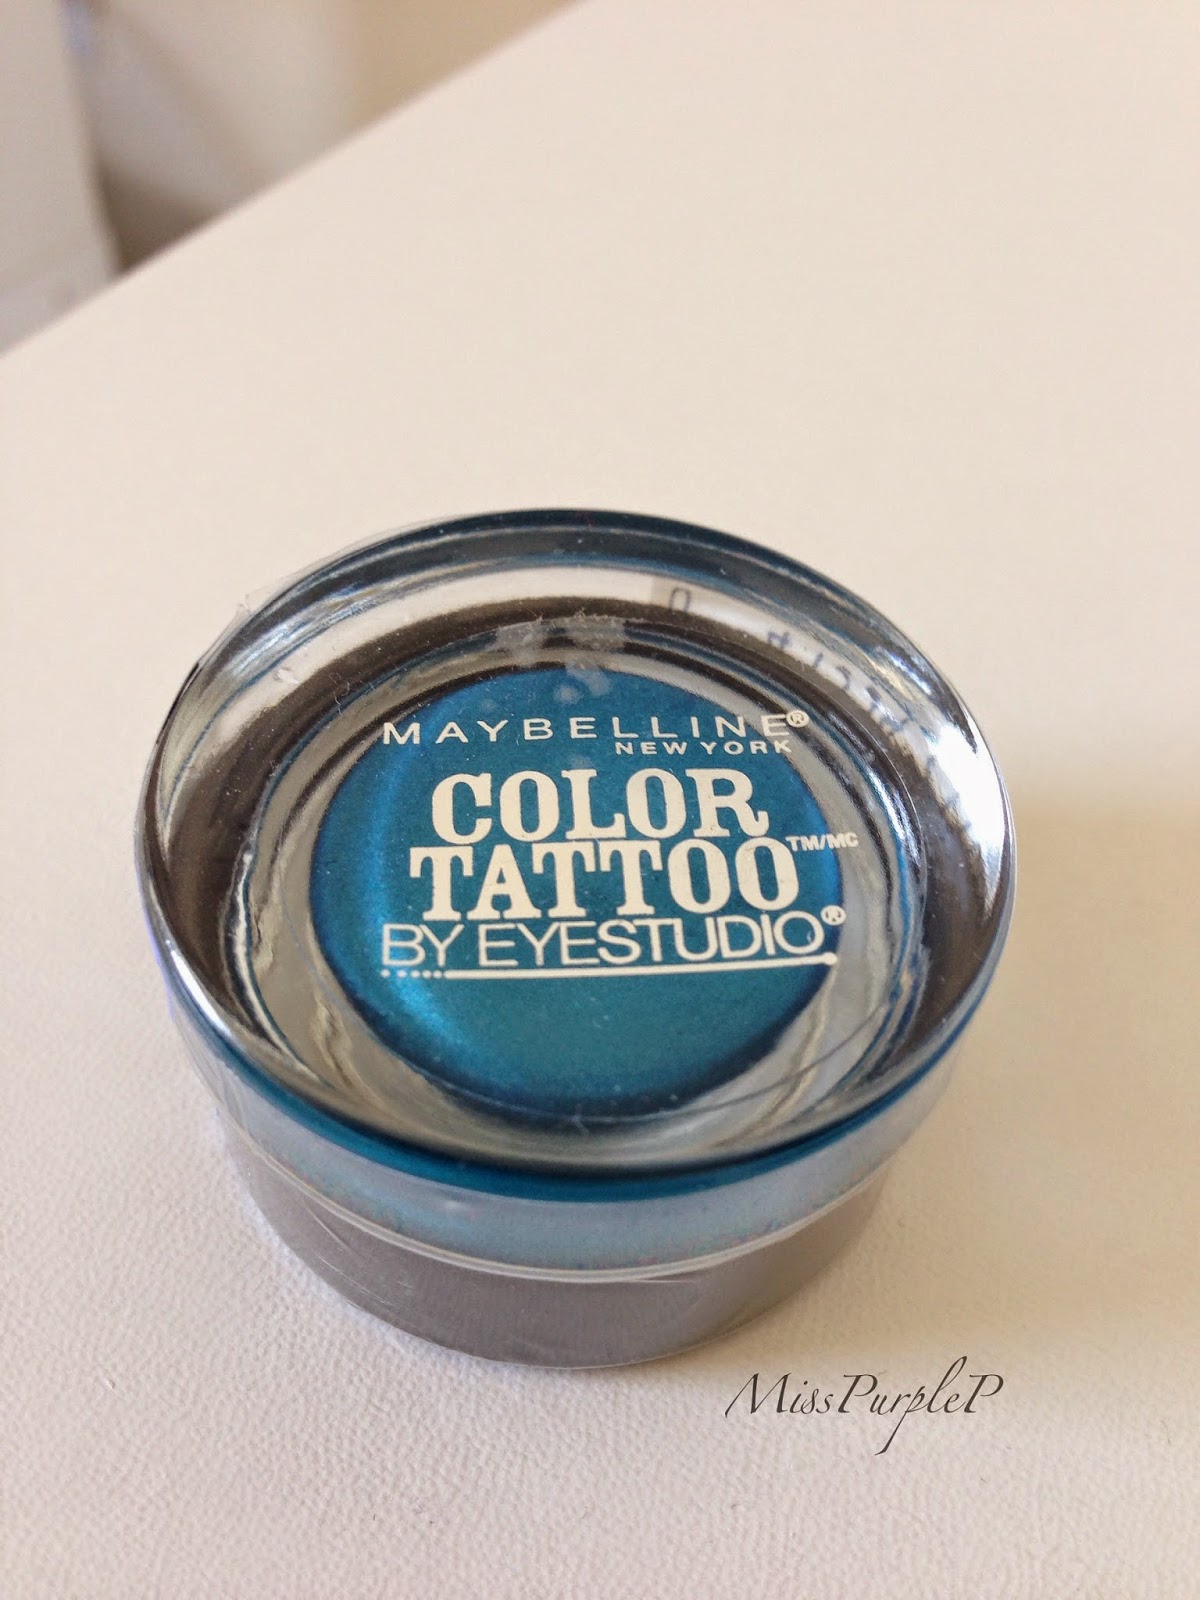 MAYBELLINE®
NEW YORK
COLOR
TATTOO™/MC
BY EYESTUDIO®
MissPurpleP